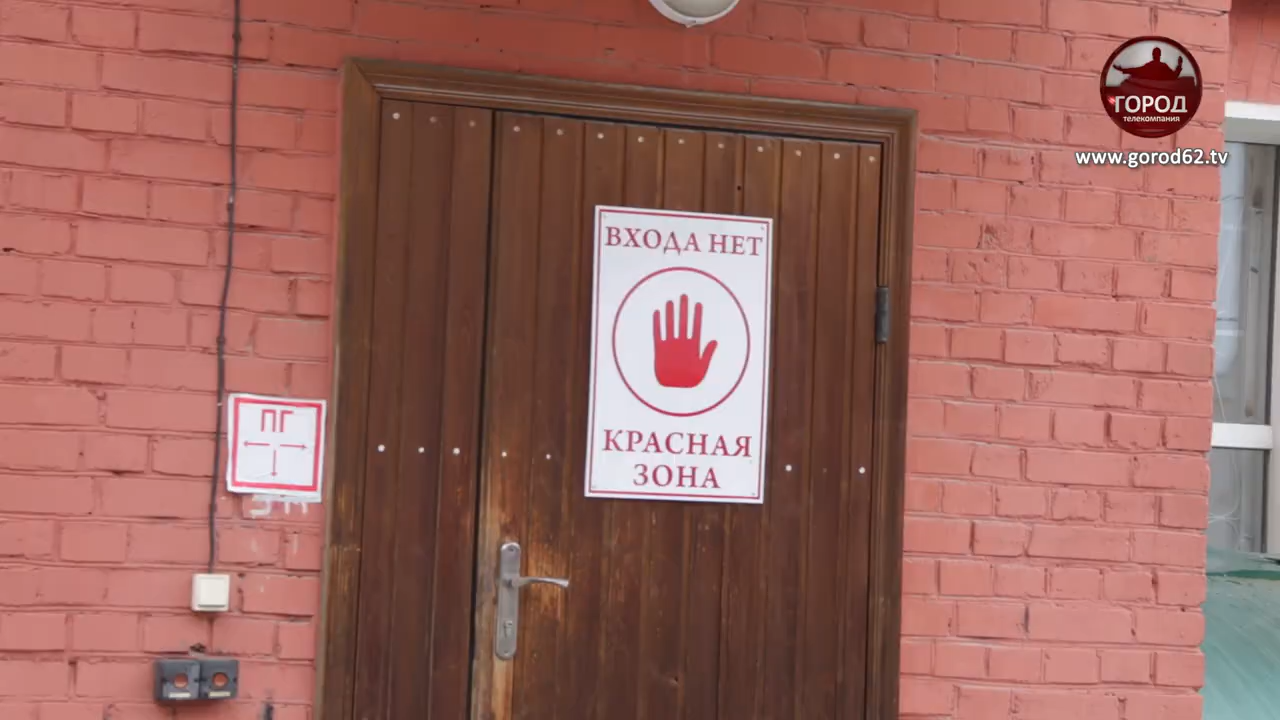 ГОРОД
телекомпания
www.gorod62.tv
ВХОДА НЕТ
КРАСНАЯ
ЗОНА
ПГ